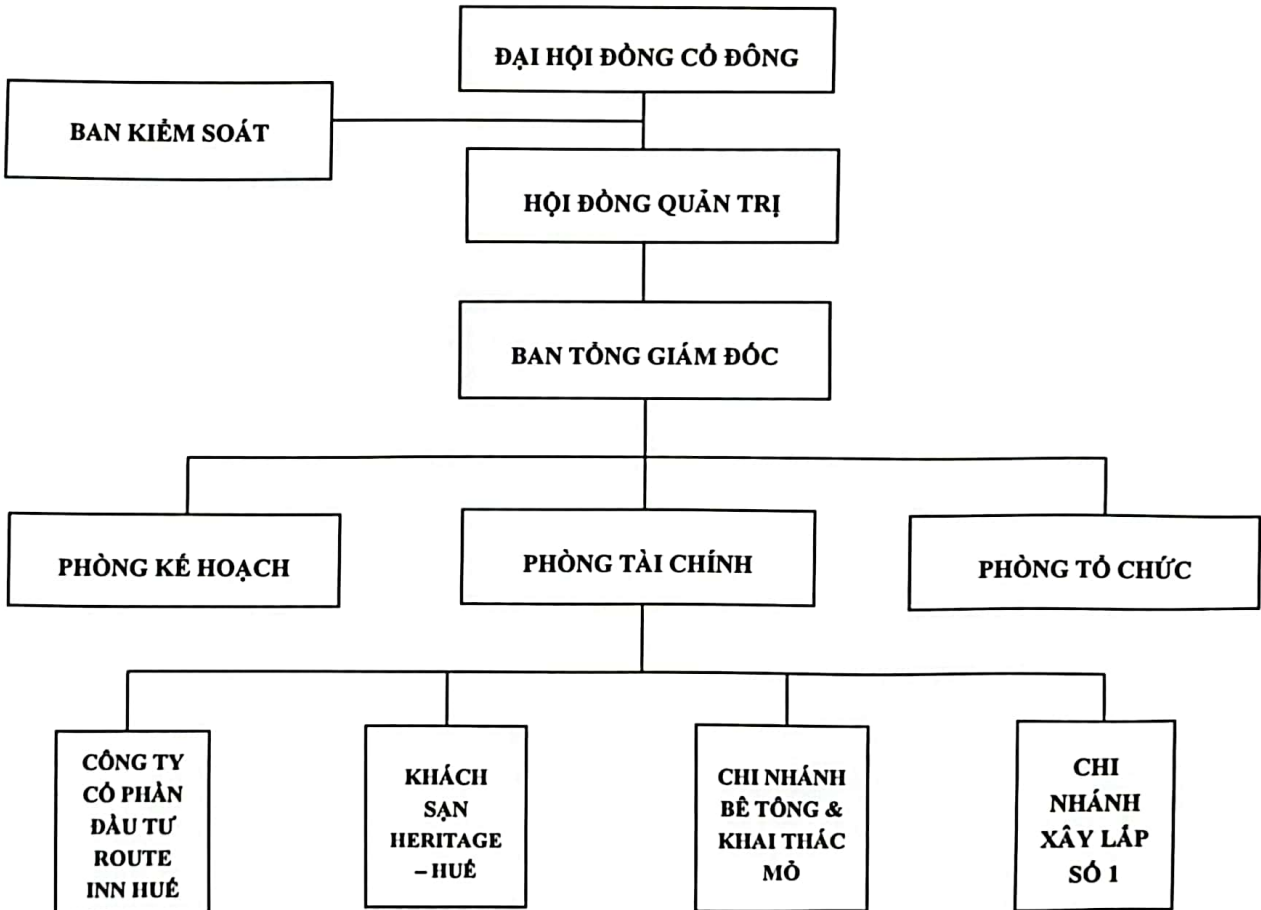 ĐẠI HỘI ĐỒNG CỔ ĐÔNG
BAN KIỂM SOÁT
HỘI ĐỒNG QUẢN TRỊ
BAN TỔNG GIÁM ĐỐC
PHÒNG KẾ HOẠCH
PHÒNG TÀI CHÍNH
PHÒNG TỔ CHỨC
CÔNG TY
CỔ PHẦN
ĐẦU TƯ
ROUTE
INN HUẾ
KHÁCH
SẠN
HERITAGE
– HUẾ
CHI NHÁNH
BÊ TÔNG &
KHAI THÁC
MỎ
CHI
NHÁNH
XÂY LẮP
SỐ 1